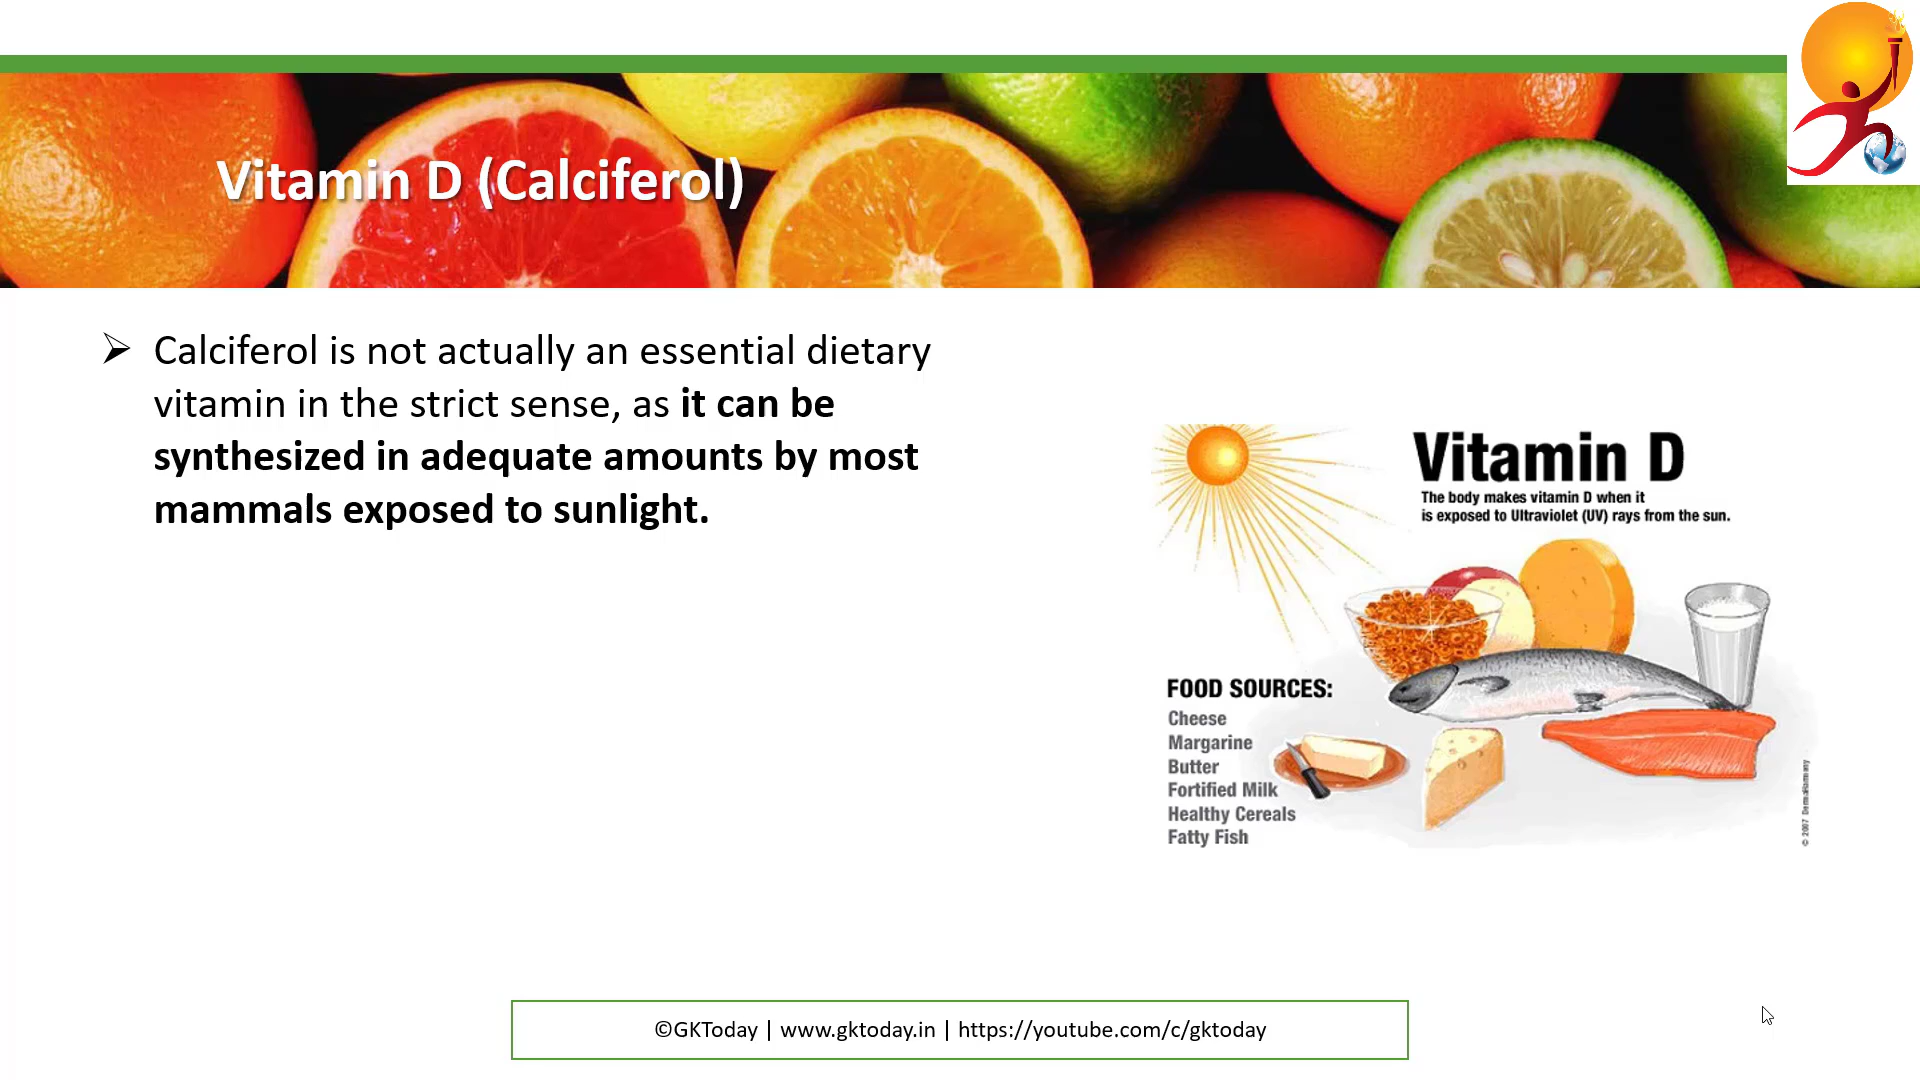 Vitamin D (Calciferol)
Calciferol is not actually an essential dietary
vitamin in the strict sense, as it can be
synthesized in adequate amounts by most
mammals exposed to sunlight.
Vitamin D
The body makes vitamin D when it
is exposed to Ultraviolet (UV) rays from the sun.
FOOD SOURCES:
Cheese
Margarine
Butter
Fortified Milk
Healthy Cereals
Fatty Fish
© 2007 DermaHarmony
©GKToday | www.gktoday.in | https://youtube.com/c/gktoday